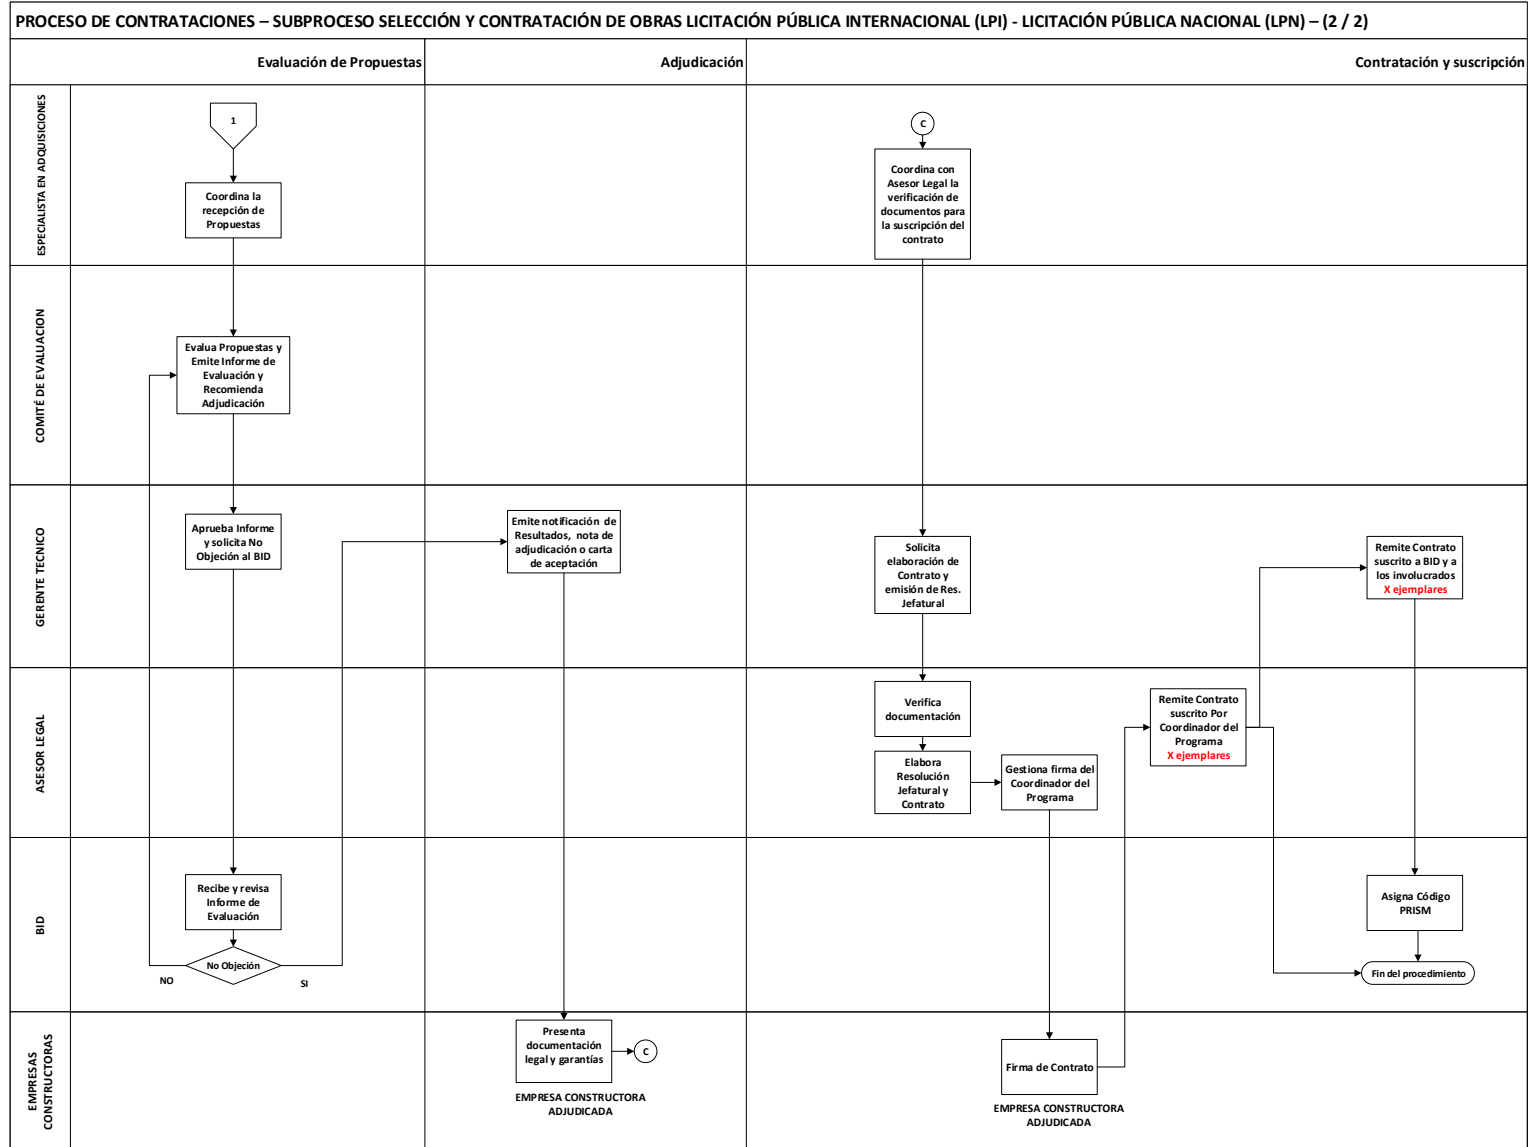 PROCESO DE CONTRATACIONES – SUBPROCESO SELECCIÓN Y CONTRATACIÓN DE OBRAS LICITACIÓN PÚBLICA INTERNACIONAL (LPI) - LICITACIÓN PÚBLICA NACIONAL (LPN) – (2 / 2)
Evaluación de Propuestas
Adjudicación
Contratación y suscripción
ESPECIALISTA EN ADQUISICIONES
1
Coordina la
recepción de
Propuestas
C
Coordina con
Asesor Legal la
verificación de
documentos para
la suscripción del
contrato
COMITÉ DE EVALUACION
Evalua Propuestas y
Emite Informe de
Evaluación y
Recomienda
Adjudicación
GERENTE TECNICO
Aprueba Informe
y solicita No
Objeción al BID
Emite notificación de
Resultados, nota de
adjudicación o carta
de aceptación
Solicita
elaboración de
Contrato y
emisión de Res.
Jefatural
Remite Contrato
suscrito a BID y a
los involucrados
X ejemplares
ASESOR LEGAL
Verifica
documentación
Elabora
Resolución
Jefatural y
Contrato
Gestiona firma del
Coordinador del
Programa
Remite Contrato
suscrito Por
Coordinador del
Programa
X ejemplares
BID
Recibe y revisa
Informe de
Evaluación
No Objeción
NO
SI
Asigna Código
PRISM
Fin del procedimiento
EMPRESAS
CONSTRUCTORAS
Presenta
documentación
legal y garantías
C
EMPRESA CONSTRUCTORA
ADJUDICADA
Firma de Contrato
EMPRESA CONSTRUCTORA
ADJUDICADA